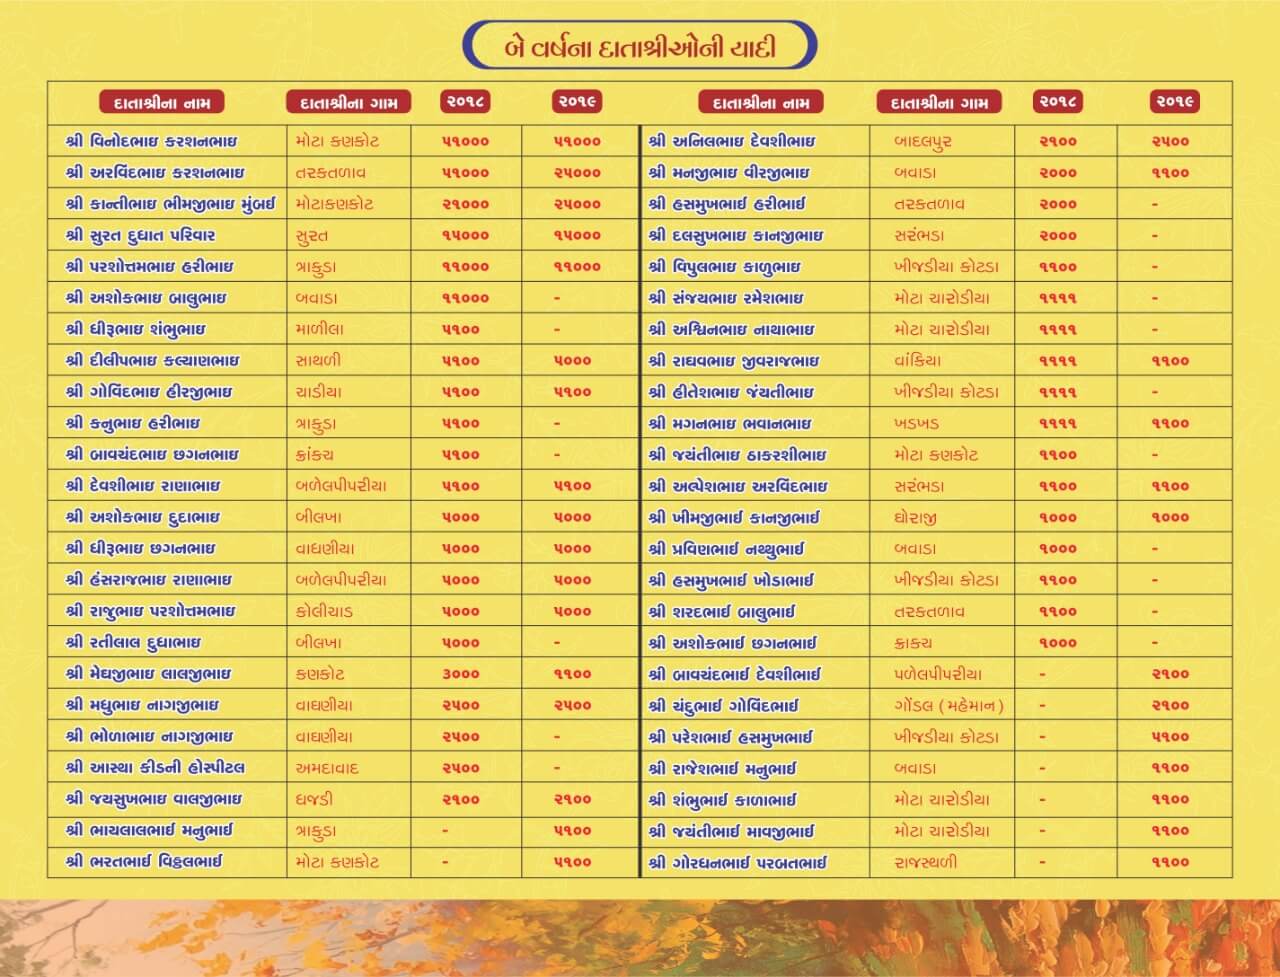 બે વર્ષના દાતાશ્રીઓની યાદી
દાતાશ્રીના નામ દાતાશ્રીના ગામ ૨૦૧૮ ૨૦૧૯ દાતાશ્રીના નામ દાતાશ્રીના ગામ ૨૦૧૮ ૨૦૧૯
શ્રી વિનોદભાઇ કરશનભાઇ મોટા કણકોટ ૫૧૦૦૦ ૫૧૦૦૦ શ્રી અનિલભાઇ દેવશીભાઇ બાદલપુર ૨૧૦૦ ૨૫૦૦
શ્રી અરવિંદભાઇ કરશનભાઇ તરકતળાવ ૫૧૦૦૦ ૨૫૦૦૦ શ્રી મનજીભાઇ વીરજીભાઇ બવાડા ૨૦૦૦ ૧૧૦૦
શ્રી કાન્તીભાઇ ભીમજીભાઇ મુંબઈ મોટાકણકોટ ૨૧૦૦૦ ૨૫૦૦૦ શ્રી હસમુખભાઈ હરીભાઈ તરકતળાવ ૨૦૦૦ -
શ્રી સુરત દુધાત પરિવાર સુરત ૧૫૦૦૦ ૧૫૦૦૦ શ્રી દલસુખભાઇ કાનજીભાઇ સરંભડા ૨૦૦૦ -
શ્રી પરશોત્તમભાઇ હરીભાઇ ત્રાકુડા ૧૧૦૦૦ ૧૧૦૦૦ શ્રી વિપુલભાઇ કાળુભાઇ ખીજડીયા કોટડા ૧૧૦૦ -
શ્રી અશોકભાઇ બાલુભાઇ બવાડા ૧૧૦૦૦ - શ્રી સંજયભાઇ રમેશભાઇ મોટા ચારોડીયા ૧૧૧૧ -
શ્રી ધીરૂભાઇ શંભુભાઇ માળીલા ૫૧૦૦ - શ્રી અશ્વિનભાઇ નાથાભાઇ મોટા ચારોડીયા ૧૧૧૧ -
શ્રી દીલીપભાઇ કલ્યાણભાઇ સાથળી ૫૧૦૦ ૫૦૦૦ શ્રી રાઘવભાઇ જીવરાજભાઇ વાંકિયા ૧૧૧૧ ૧૧૦૦
શ્રી ગોવિંદભાઇ હીરજીભાઇ ચાડીયા ૫૧૦૦ ૫૧૦૦ શ્રી હીતેશભાઇ જંયતીભાઇ ખીજડીયા કોટડા ૧૧૧૧ -
શ્રી કનુભાઇ હરીભાઇ ત્રાકુડા ૫૧૦૦ - શ્રી મગનભાઇ ભવાનભાઇ ખડખડ ૧૧૧૧ ૧૧૦૦
શ્રી બાવચંદભાઇ છગનભાઇ ક્રાંકચ ૫૧૦૦ - શ્રી જયંતીભાઇ ઠાકરશીભાઇ મોટા કણકોટ ૧૧૦૦ -
શ્રી દેવશીભાઇ રાણાભાઇ બળેલપીપરીયા ૫૧૦૦ ૫૧૦૦ શ્રી અલ્પેશભાઇ અરવિંદભાઇ સરંભડા ૧૧૦૦ ૧૧૦૦
શ્રી અશોકભાઇ દુદાભાઇ બીલખા ૫૦૦૦ ૫૦૦૦ શ્રી ખીમજીભાઈ કાનજીભાઈ ધોરાજી ૧૦૦૦ ૧૦૦૦
શ્રી ધીરૂભાઇ છગનભાઇ વાઘણીયા ૫૦૦૦ ૫૦૦૦ શ્રી પ્રવિણભાઈ નથ્થુભાઈ બવાડા ૧૦૦૦ -
શ્રી હંસરાજભાઇ રાણાભાઇ બળેલપીપરીયા ૫૦૦૦ ૫૦૦૦ શ્રી હસમુખભાઈ ખોડાભાઈ ખીજડીયા કોટડા ૧૧૦૦ -
શ્રી રાજુભાઇ પરશોત્તમભાઇ કોલીયાડ ૫૦૦૦ ૫૦૦૦ શ્રી શરદભાઈ બાલુભાઈ તરકતળાવ ૧૧૦૦ -
શ્રી રતીલાલ દુધાભાઇ બીલખા ૫૦૦૦ - શ્રી અશોકભાઈ છગનભાઈ ક્રાકચ ૧૦૦૦ -
શ્રી મેઘજીભાઇ લાલજીભાઇ કણકોટ ૩૦૦૦ ૧૧૦૦ શ્રી બાવચંદભાઈ દેવશીભાઈ પળેલપીપરીયા - ૨૧૦૦
શ્રી મધુભાઇ નાગજીભાઇ વાઘણીયા ૨૫૦૦ ૨૫૦૦ શ્રી ચંદુભાઈ ગોવિંદભાઈ ગોંડલ (મહેમાન) - ૨૧૦૦
શ્રી ભોળાભાઇ નાગજીભાઇ વાઘણીયા ૨૫૦૦ - શ્રી પરેશભાઈ હસમુખભાઈ ખીજડીયા કોટડા - ૫૧૦૦
શ્રી આસ્થા કીડની હોસ્પીટલ અમદાવાદ ૨૫૦૦ - શ્રી રાજેશભાઈ મનુભાઈ બવાડા - ૧૧૦૦
શ્રી જયસુખભાઇ વાલજીભાઇ ધજડી ૨૧૦૦ ૨૧૦૦ શ્રી શંભુભાઈ કાળાભાઈ મોટા ચારોડીયા - ૧૧૦૦
શ્રી ભાયલાલભાઈ મનુભાઈ ત્રાકુડા - ૫૧૦૦ શ્રી જયંતીભાઈ માવજીભાઈ મોટા ચારોડીયા - ૧૧૦૦
શ્રી ભરતભાઈ વિઠ્ઠલભાઈ મોટા કણકોટ - ૫૧૦૦ શ્રી ગોરધનભાઈ પરબતભાઈ રાજસ્થળી - ૧૧૦૦